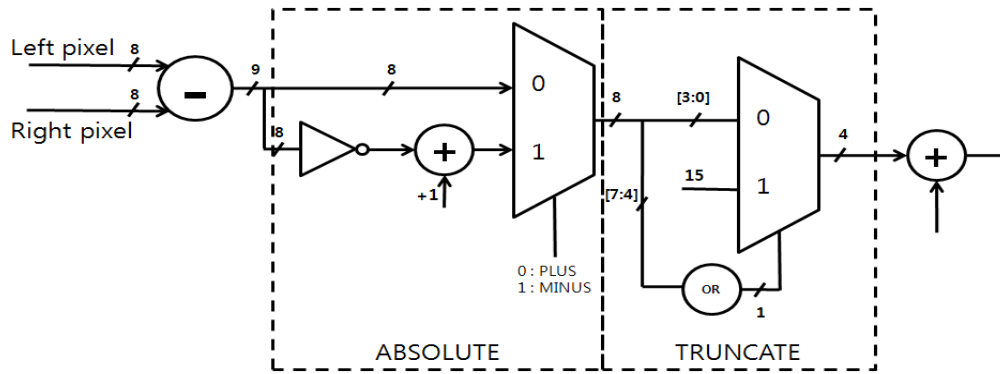 Left pixel
8
8
Right pixel
-
9
8
8
+
+1
0
1
0 : PLUS
1 : MINUS
ABSOLUTE
8
[3:0]
[7:4]
15
0
1
OR
1
4
TRUNCATE
+